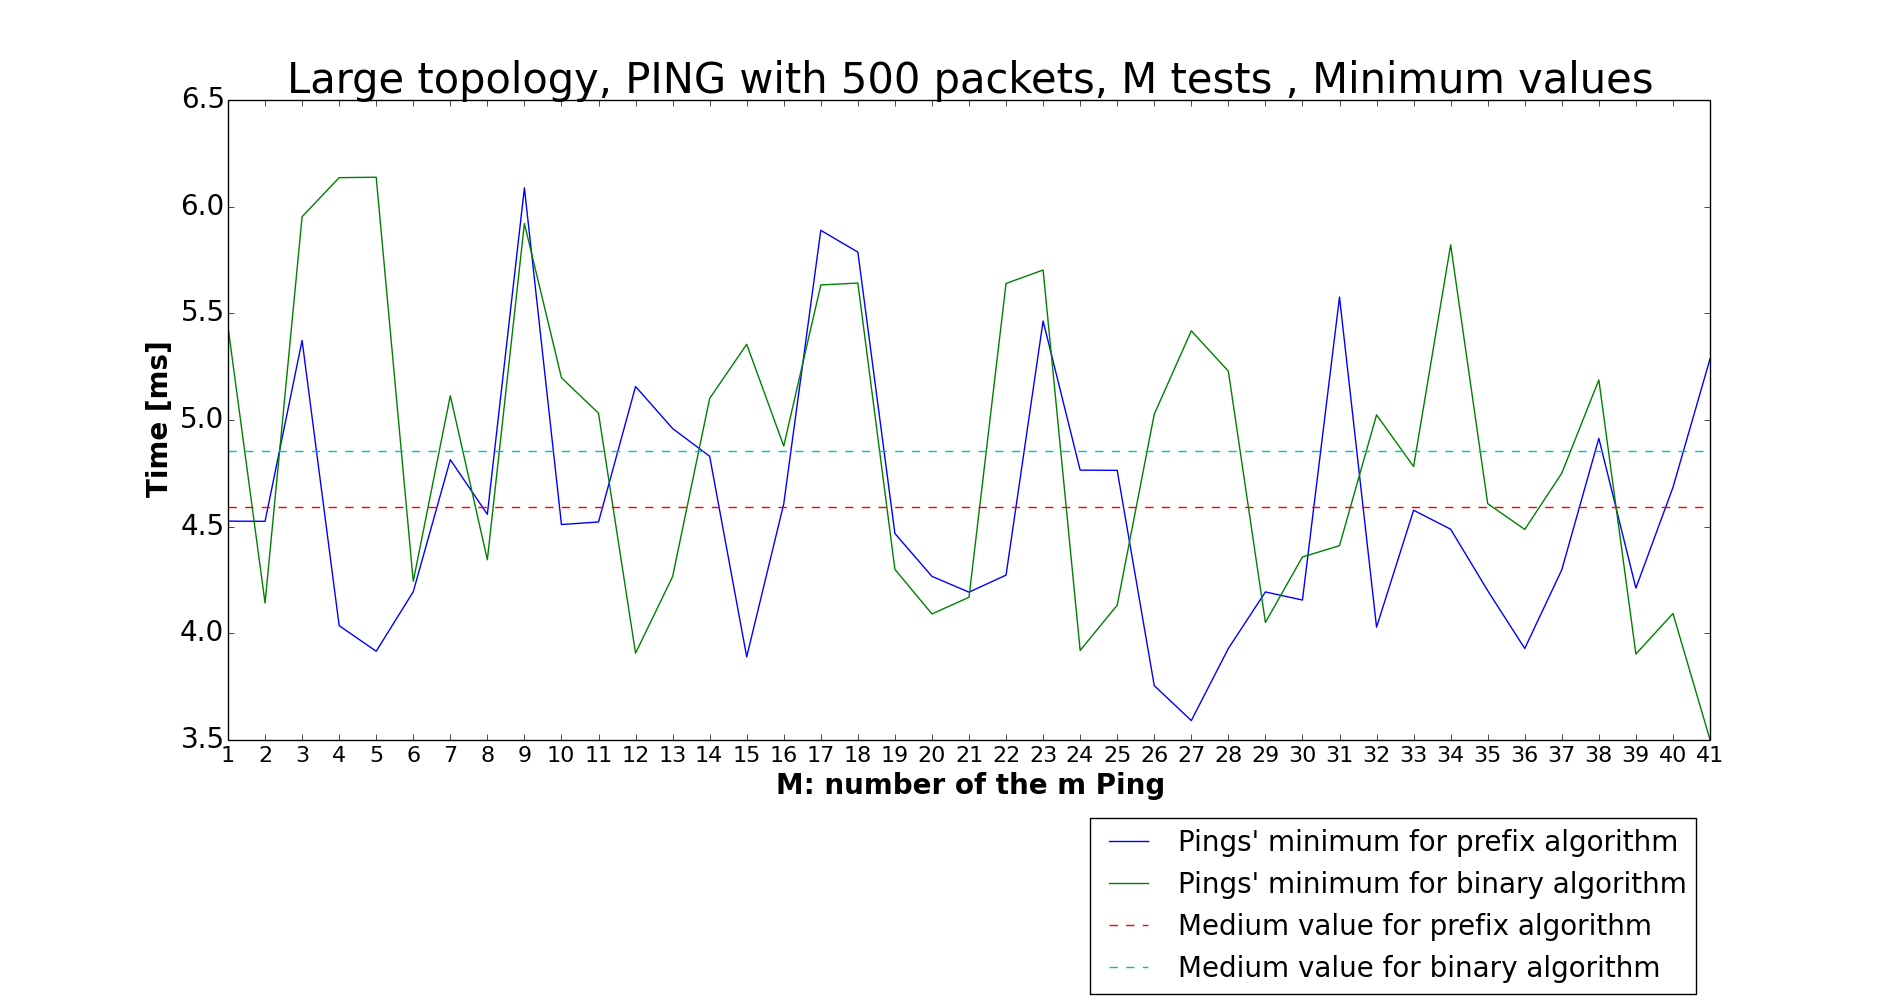 Large topology, PING with 500 packets, M tests , Minimum values
6.5
6.0
5.5
5.0
4.5
4.0
3.5
Time [ms]
1 2 3 4 5 6 7 8 9 10 11 12 13 14 15 16 17 18 19 20 21 22 23 24 25 26 27 28 29 30 31 32 33 34 35 36 37 38 39 40 41
M: number of the m Ping
Pings' minimum for prefix algorithm
Pings' minimum for binary algorithm
Medium value for prefix algorithm
Medium value for binary algorithm